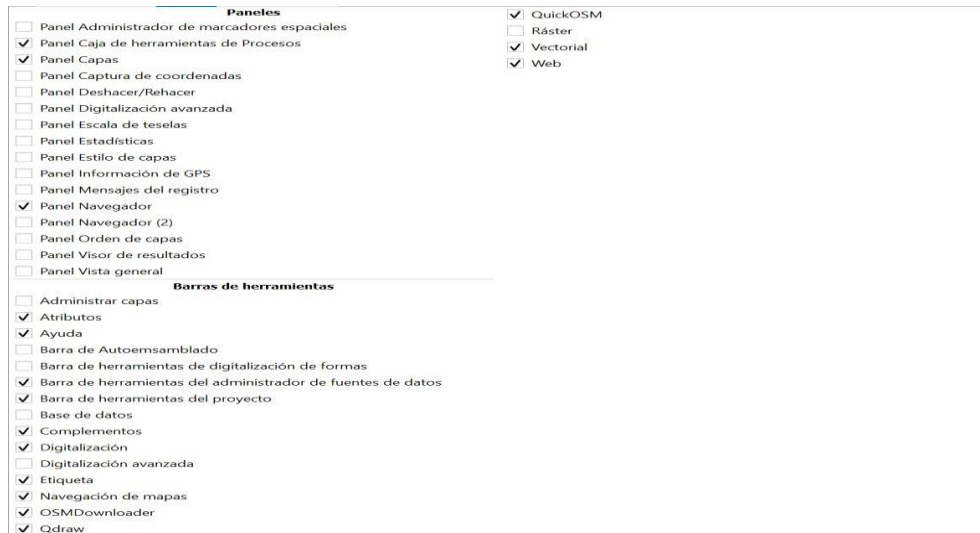 Paneles
Panel Administrador de marcadores espaciales
Panel Caja de herramientas de Procesos
Panel Capas
Panel Captura de coordenadas
Panel Deshacer/Rehacer
Panel Digitalización avanzada
Panel Escala de teselas
Panel Estadísticas
Panel Estilo de capas
Panel Información de GPS
Panel Mensajes del registro
Panel Navegador
Panel Navegador (2)
Panel Orden de capas
Panel Visor de resultados
Panel Vista general
Barras de herramientas
Administrar capas
Atributos
Ayuda
Barra de Autoemsamblado
Barra de herramientas de digitalización de formas
Barra de herramientas del administrador de fuentes de datos
Barra de herramientas del proyecto
Base de datos
Complementos
Digitalización
Digitalización avanzada
Etiqueta
Navegación de mapas
OSMDownloader
Qdraw
QuickOSM
Ráster
Vectorial
Web